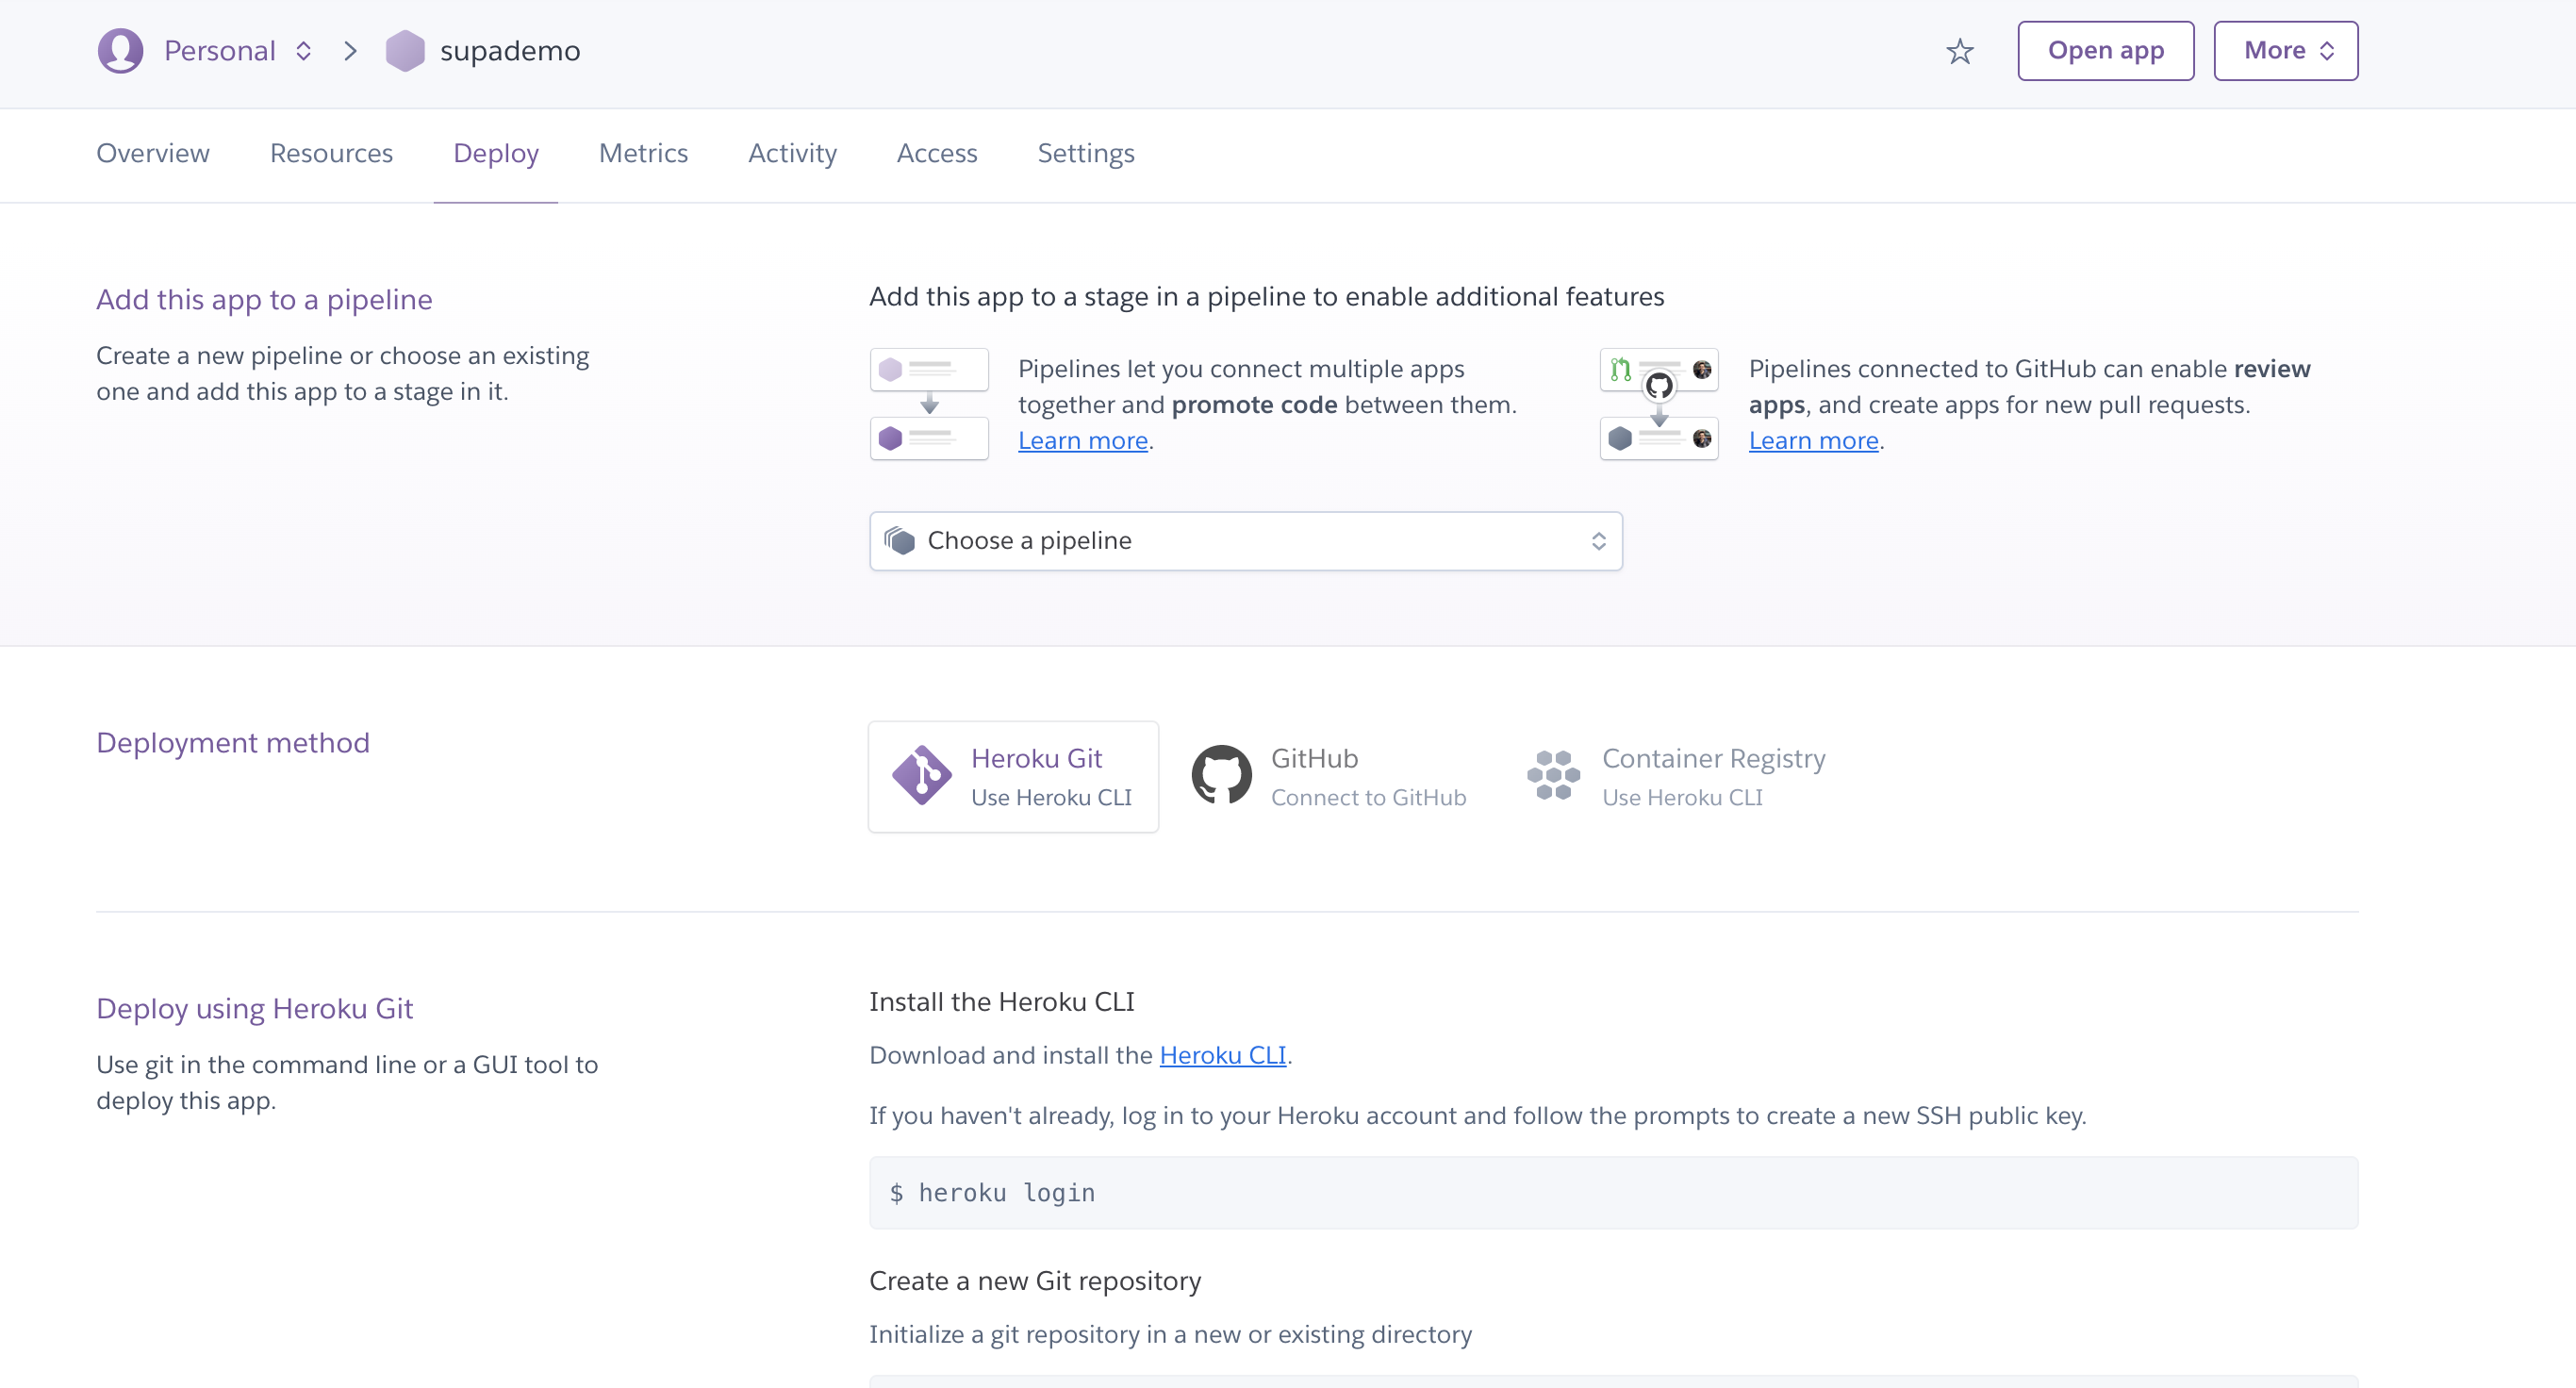 Personal
supademo
Open app
More
Overview
Resources
Deploy
Metrics
Activity
Access
Settings
Add this app to a pipeline
Create a new pipeline or choose an existing
one and add this app to a stage in it.
Add this app to a stage in a pipeline to enable additional features
Pipelines let you connect multiple apps
together and promote code between them.
Learn more.
Pipelines connected to GitHub can enable review
apps, and create apps for new pull requests.
Learn more.
Choose a pipeline
Deployment method
Heroku Git
Use Heroku CLI
GitHub
Connect to GitHub
Container Registry
Use Heroku CLI
Deploy using Heroku Git
Use git in the command line or a GUI tool to
deploy this app.
Install the Heroku CLI
Download and install the Heroku CLI.
If you haven't already, log in to your Heroku account and follow the prompts to create a new SSH public key.
$ heroku login
Create a new Git repository
Initialize a git repository in a new or existing directory